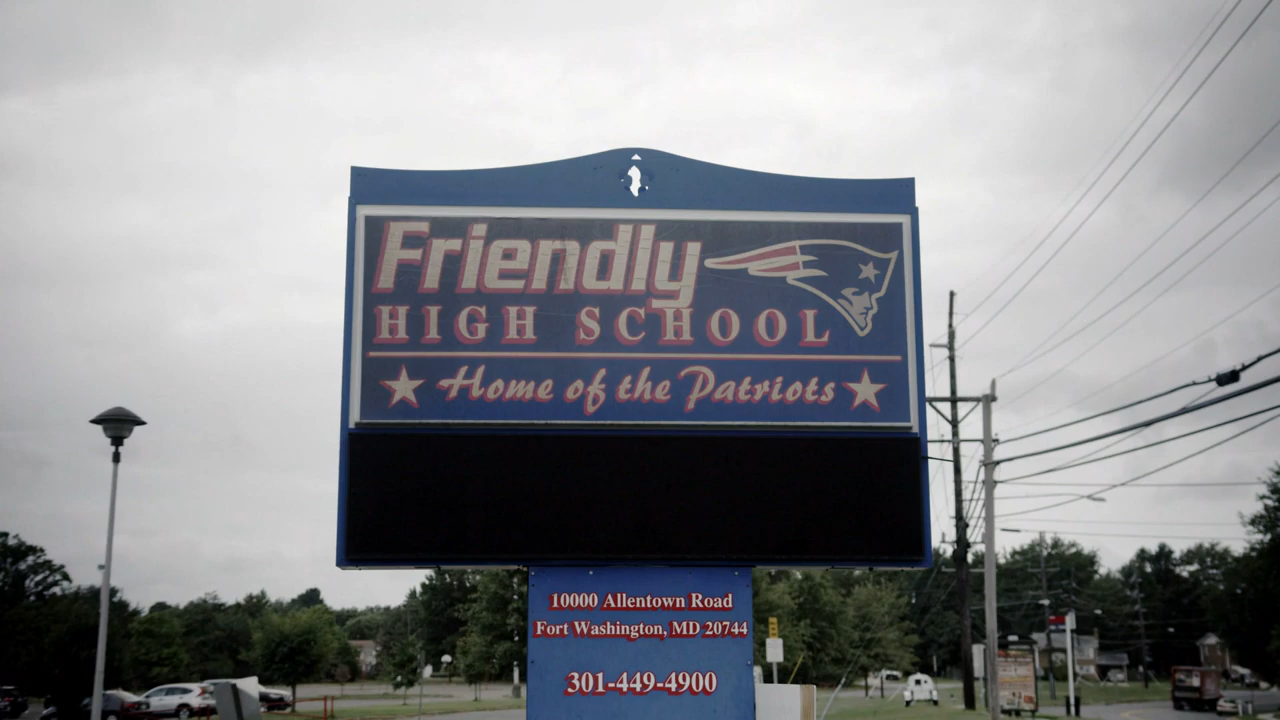 Friendly
HIGH SCHOOL
Home of the Patriots
10000 Allentown Road
Fort Washington, MD 20744
301-449-4900